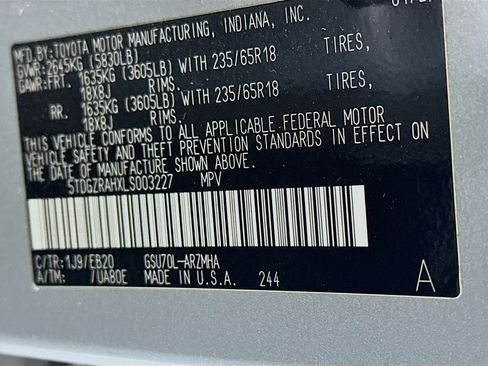 MFD.BY:TOYOTA MOTOR MANUFACTURING, INDIANA, INC.
GVWR:2645KG (5830LB)
GAWR:FRT. 1635KG (3605LB) WITH 235/65R18 TIRES,
18X8J RIMS.
RR. 1635KG (3605LB) WITH 235/65R18 TIRES,
18X8J RIMS.
THIS VEHICLE CONFORMS TO ALL APPLICABLE FEDERAL MOTOR
VEHICLE SAFETY AND THEFT PREVENTION STANDARDS IN EFFECT ON
THE DATE OF MANUFACTURE SHOWN ABOVE.
5TDGZRAHXLS003227 MPV
C/TR:1J9/EB20 GSU70L-ARZMHA
A/TM: /UA80E MADE IN U.S.A. 244 A